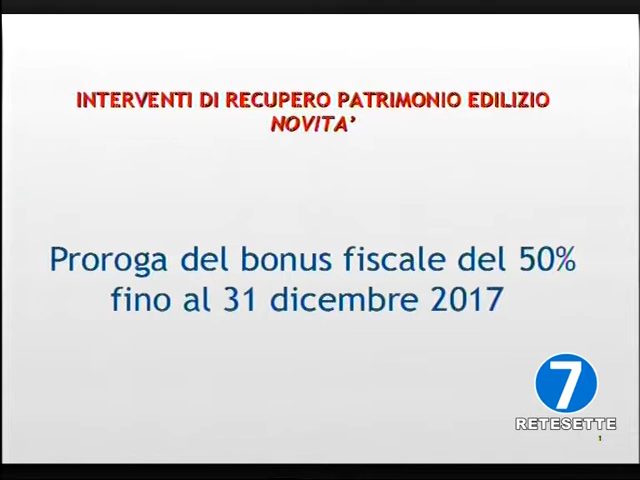 INTERVENTI DI RECUPERO PATRIMONIO EDILIZIO
NOVITA’
Proroga del bonus fiscale del 50%
fino al 31 dicembre 2017
7
RETESETTE
1